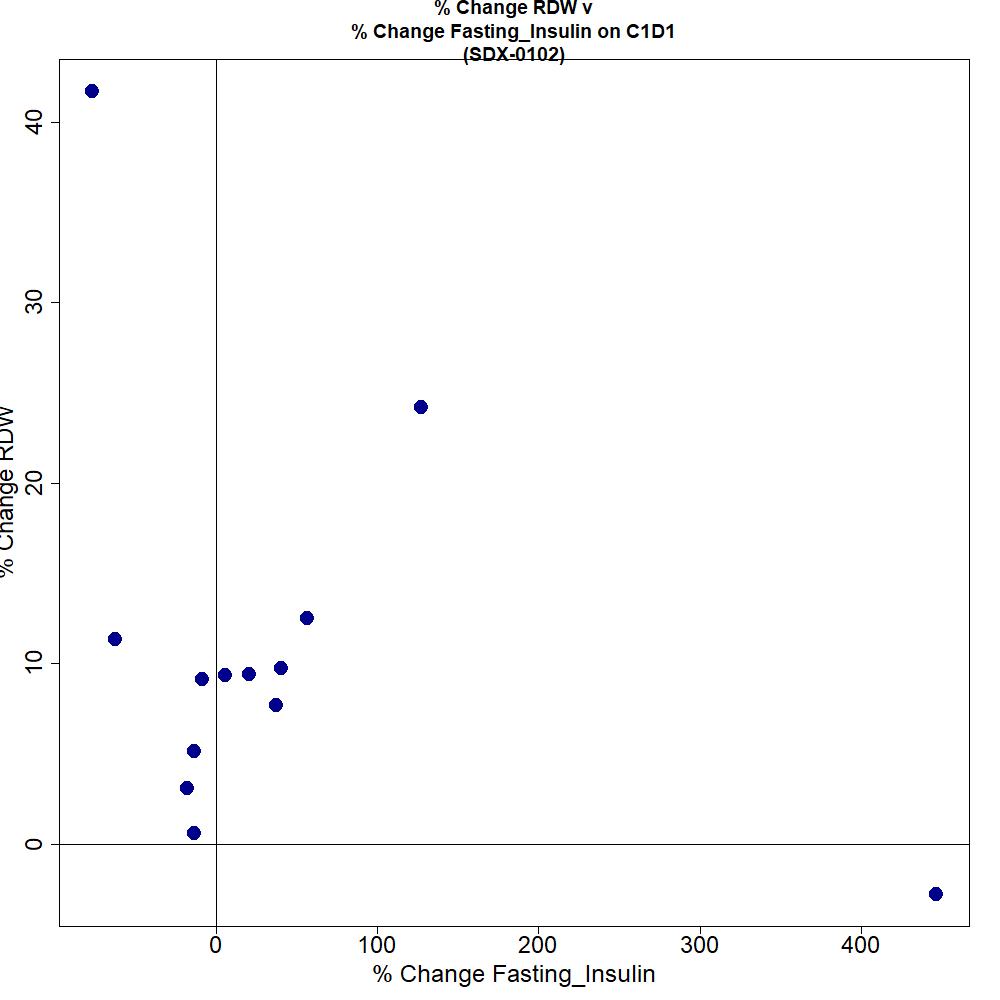 % Change RDW v
% Change Fasting_Insulin on C1D1
(SDX-0102)
% Change RDW
40
30
20
10
0
0 100 200 300 400
% Change Fasting_Insulin